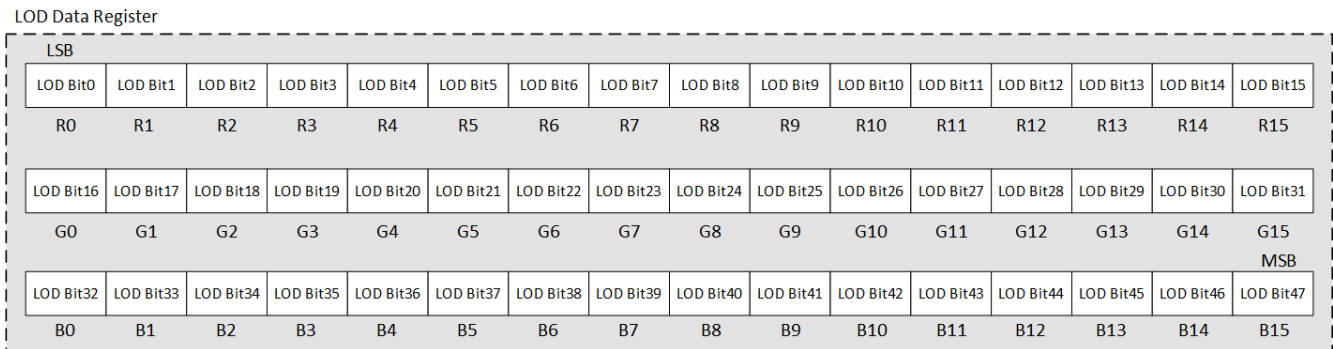 LOD Data Register
LSB
LOD Bit0 LOD Bit1 LOD Bit2 LOD Bit3 LOD Bit4 LOD Bit5 LOD Bit6 LOD Bit7 LOD Bit8 LOD Bit9 LOD Bit10 LOD Bit11 LOD Bit12 LOD Bit13 LOD Bit14 LOD Bit15
R0 R1 R2 R3 R4 R5 R6 R7 R8 R9 R10 R11 R12 R13 R14 R15
LOD Bit16 LOD Bit17 LOD Bit18 LOD Bit19 LOD Bit20 LOD Bit21 LOD Bit22 LOD Bit23 LOD Bit24 LOD Bit25 LOD Bit26 LOD Bit27 LOD Bit28 LOD Bit29 LOD Bit30 LOD Bit31
G0 G1 G2 G3 G4 G5 G6 G7 G8 G9 G10 G11 G12 G13 G14 G15
MSB
LOD Bit32 LOD Bit33 LOD Bit34 LOD Bit35 LOD Bit36 LOD Bit37 LOD Bit38 LOD Bit39 LOD Bit40 LOD Bit41 LOD Bit42 LOD Bit43 LOD Bit44 LOD Bit45 LOD Bit46 LOD Bit47
B0 B1 B2 B3 B4 B5 B6 B7 B8 B9 B10 B11 B12 B13 B14 B15